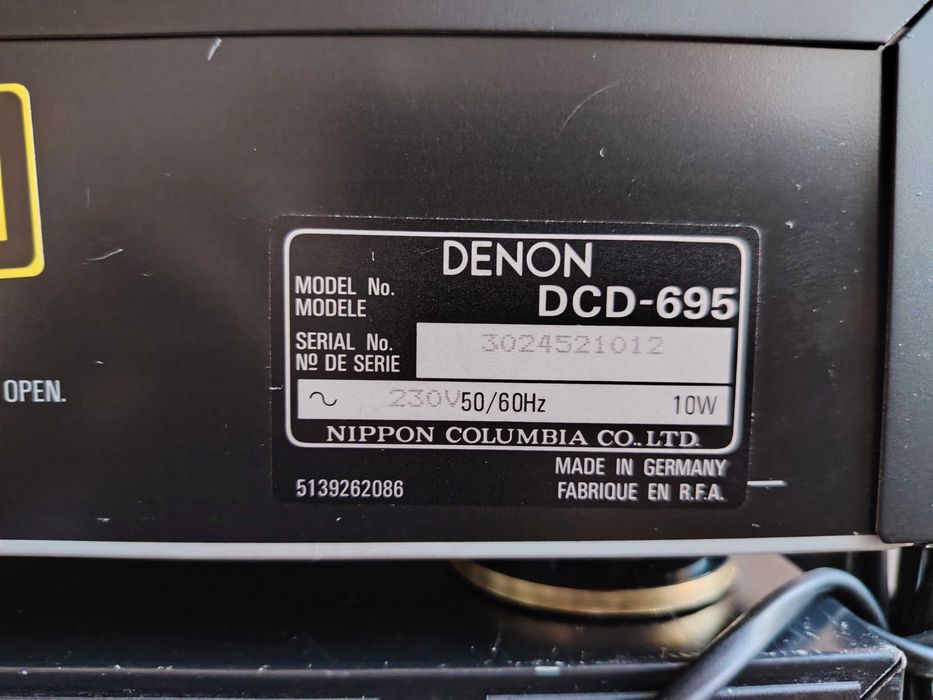 OPEN.
DENON
MODEL No.
MODELE
DCD-695
SERIAL No.
Nº DE SERIE
3024521012
~ 230V 50/60Hz 10W
NIPPON COLUMBIA CO.,LTD.
5139262086
MADE IN GERMANY
FABRIQUE EN R.F.A.